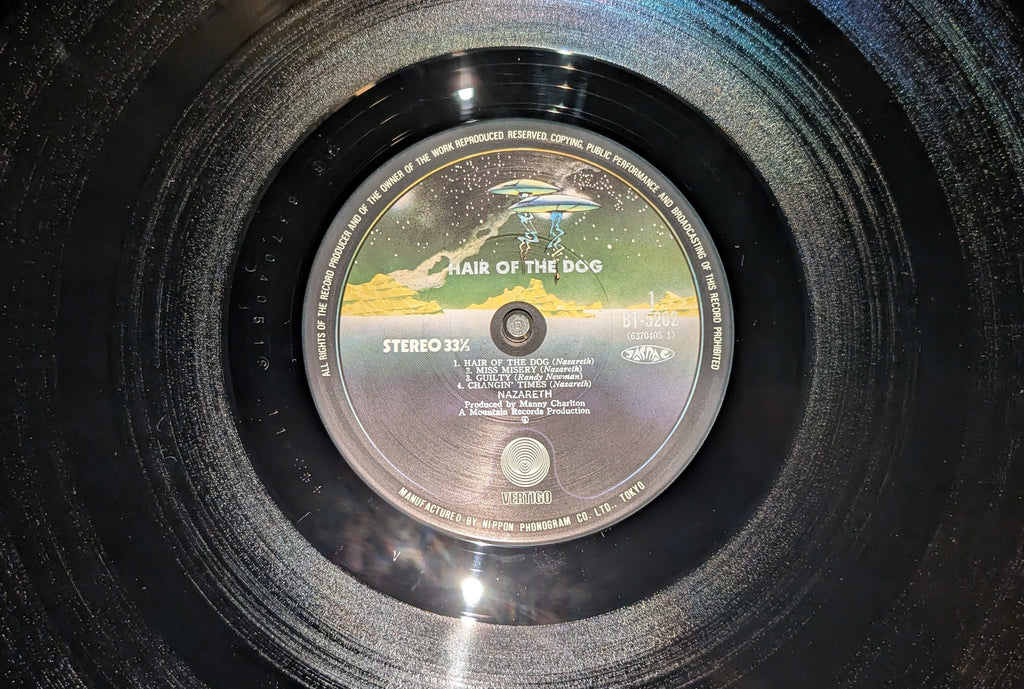 ALL RIGHTS OF THE RECORD PRODUCER AND OF THE OWNER OF THE WORK REPRODUCED RESERVED. COPYING, PUBLIC PERFORMANCE AND BROADCASTING OF THIS RECORD PROHIBITED
HAIR OF THE DOG
1
BT-5202
(6370405.1)
STEREO 33⅓
JASRAC
1. HAIR OF THE DOG (Nazareth)
2. MISS MISERY (Nazareth)
3. GUILTY (Randy Newman)
4. CHANGIN' TIMES (Nazareth)
NAZARETH
Produced by Manny Charlton
A Mountain Records Production
VERTIGO
MANUFACTURED BY NIPPON PHONOGRAM CO. LTD., TOKYO